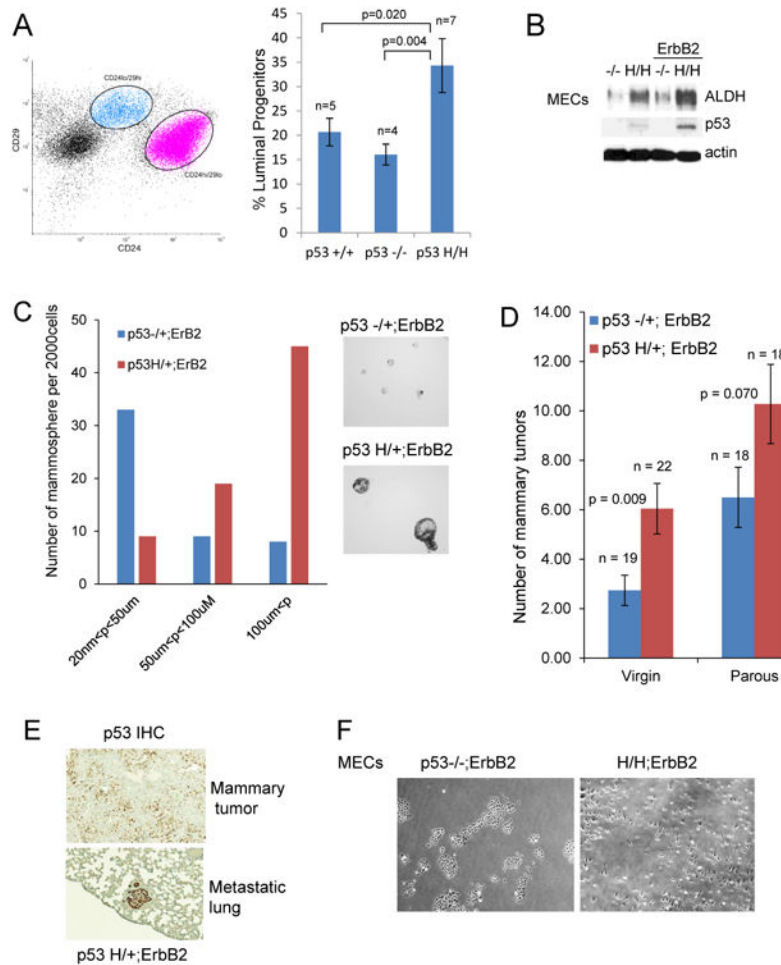 A
CD24lo/29hi
CD24hi/29lo
CD29
CD24
% Luminal Progenitors
p=0.020
n=7
p=0.004
n=5
n=4
45
40
35
30
25
20
15
10
5
0
p53 +/+
p53 -/-
p53 H/H
B
ErbB2
-/- H/H -/- H/H
MECs
ALDH
p53
actin
C
Number of mammosphere per 2000cells
50
40
30
20
10
0
p53-/+;ErB2
p53H/+;ErB2
20nm<p<50um
50um<p<100uM
100um<p
p53 -/+;ErbB2
p53 H/+;ErbB2
D
Number of mammary tumors
14.00
12.00
10.00
8.00
6.00
4.00
2.00
0.00
p53 -/+; ErbB2
p53 H/+; ErbB2
n = 18
p = 0.070
n = 22
n = 18
p = 0.009
n = 19
Virgin
Parous
E
p53 IHC
Mammary
tumor
Metastatic
lung
p53 H/+;ErbB2
F
MECs
p53-/-;ErbB2
H/H;ErbB2